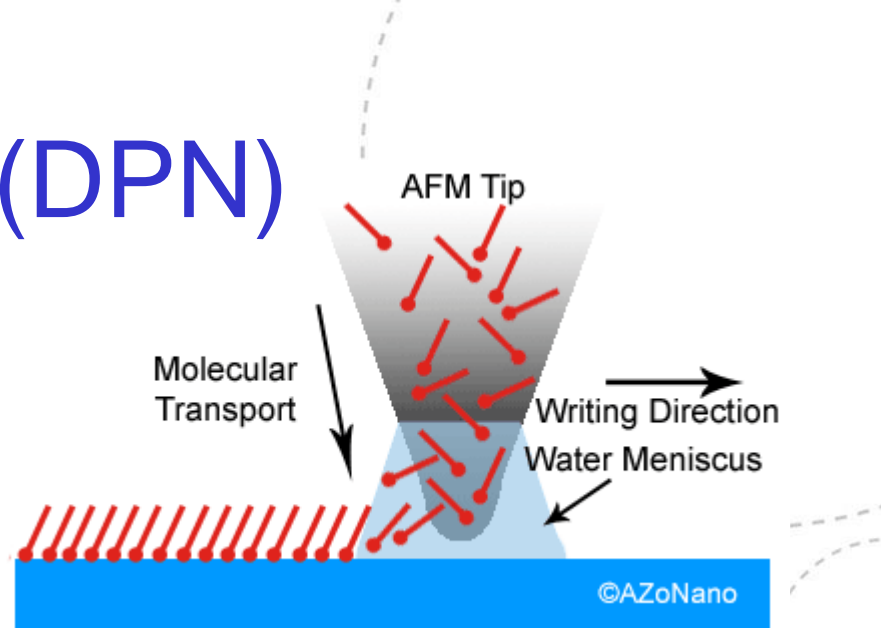 (DPN)
AFM Tip
Molecular
Transport
Writing Direction
Water Meniscus
©AZoNano